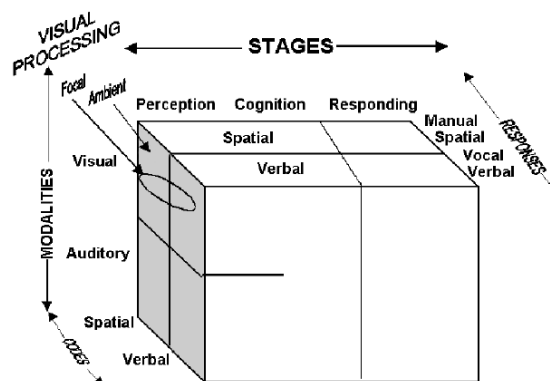 VISUAL
PROCESSING
STAGES
Focal
Ambient
Perception Cognition Responding
Manual
Spatial
Vocal
Verbal
RESPONSES
Spatial
Verbal
Visual
MODALITIES
Auditory
Spatial
Verbal
CODES